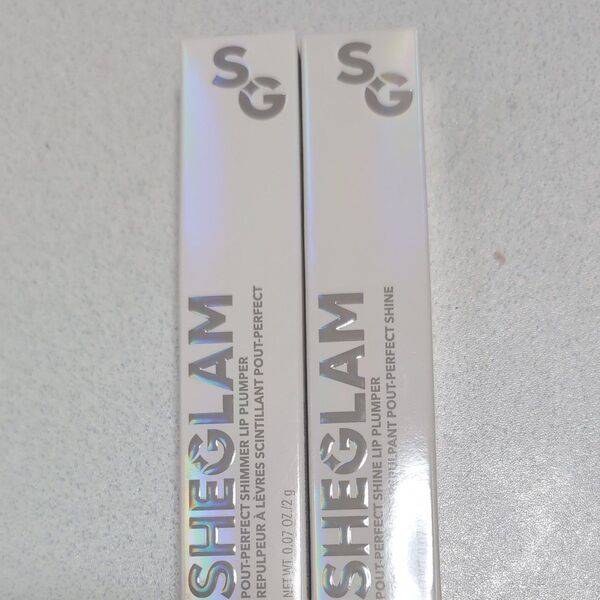 SG
SHEGLAM
POUT-PERFECT SHIMMER LIP PLUMPER
REPULPEUR À LÈVRES SCINTILLANT POUT-PERFECT
NET WT. 0.07 OZ/2 g
SG
SHEGLAM
POUT-PERFECT SHINE LIP PLUMPER
POUT-PERFECT SHINE